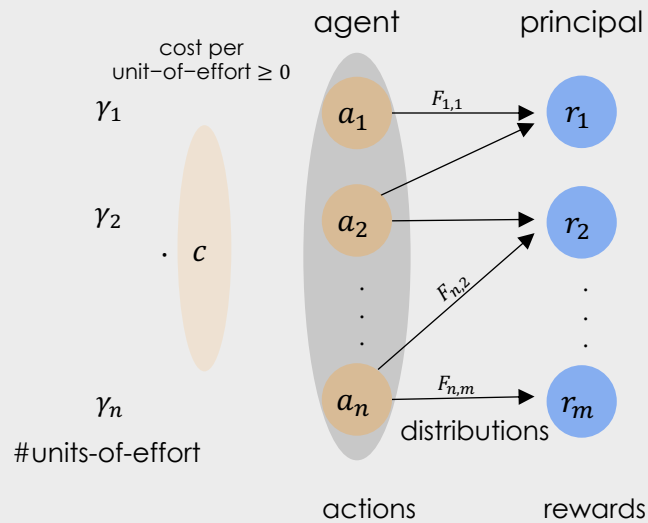 agent
principal
cost per
unit−of−effort ≥ 0
γ₁
a₁
F₁,₁
r₁
γ₂
a₂
r₂
· c
Fₙ,₂
.
.
.
.
.
.
γₙ
aₙ
Fₙ,ₘ
rₘ
distributions
#units-of-effort
actions
rewards